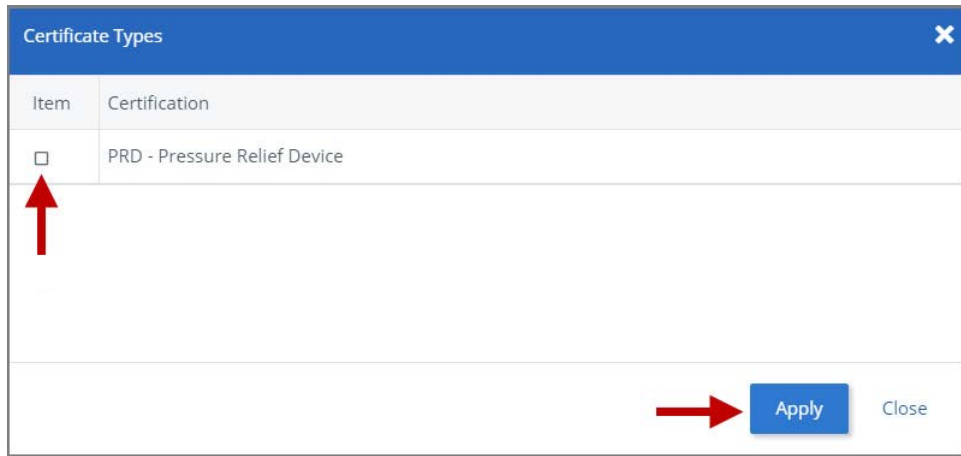 Certificate Types
Item Certification
PRD - Pressure Relief Device
Apply Close